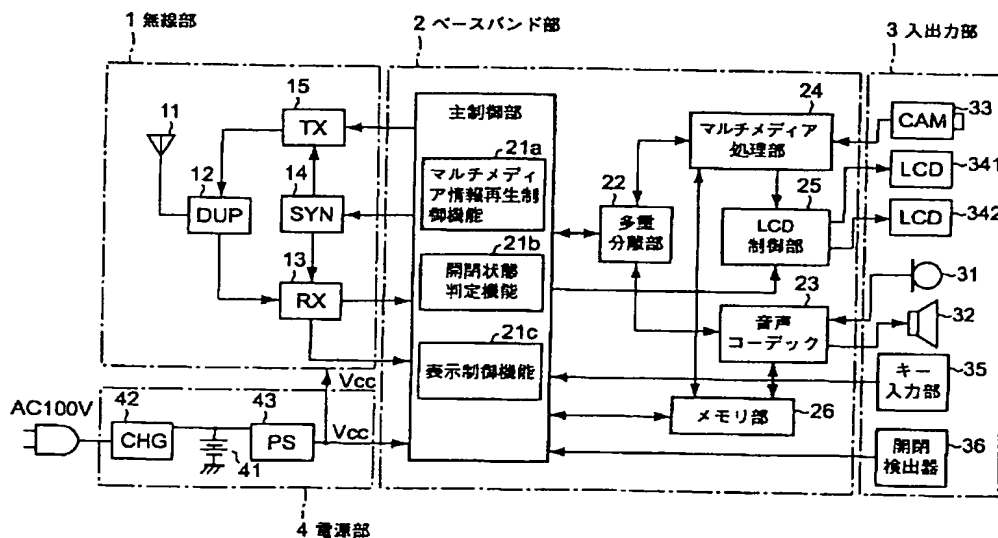 1 無線部
2 ベースバンド部
3 入出力部
11
15
TX
12
DUP
14
SYN
13
RX
主制御部
21a
マルチメディ
ア情報再生制
御機能
21b
開閉状態
判定機能
21c
表示制御機能
24
マルチメディア
処理部
22
多重
分離部
25
LCD
制御部
23
音声
コーデック
メモリ部
26
CAM
33
LCD
341
LCD
342
31
32
キー
入力部
35
開閉
検出器
36
AC100V
42
CHG
41
43
PS
Vcc
Vcc
4 電源部